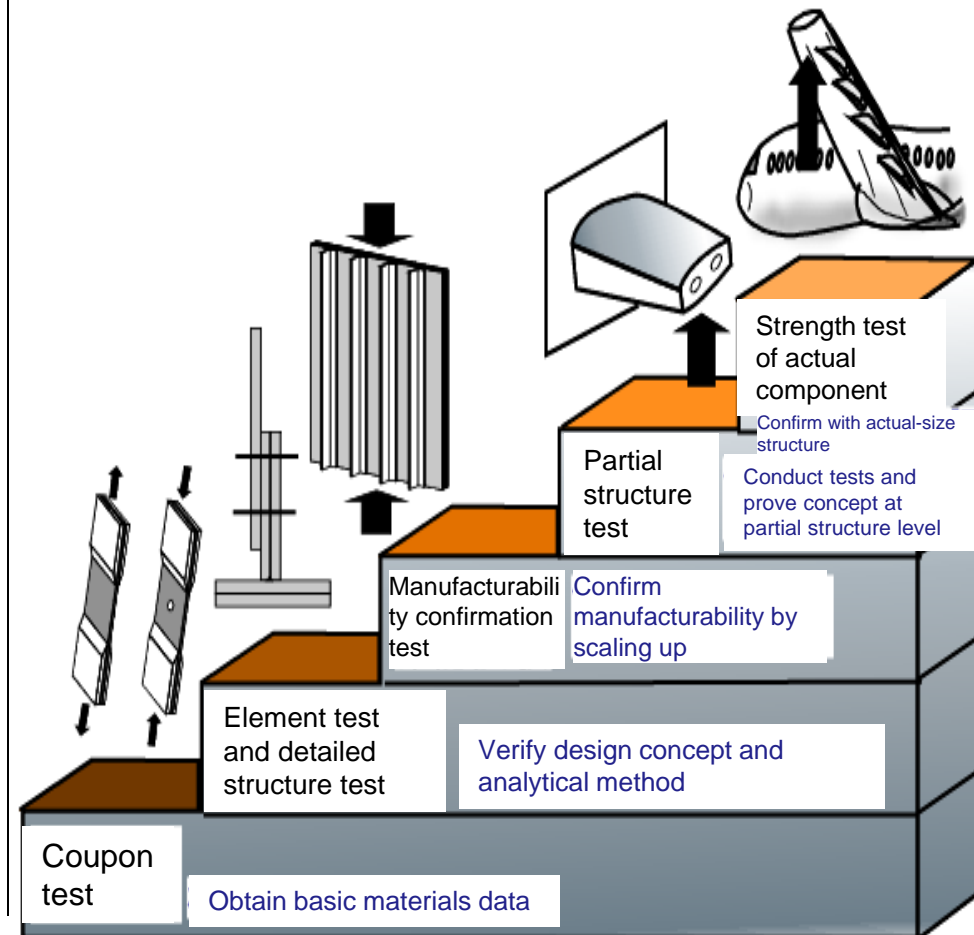 Strength test
of actual
component
Confirm with actual-size
structure
Partial
structure
test
Conduct tests and
prove concept at
partial structure level
Manufacturabili
ty confirmation
test
Confirm
manufacturability by
scaling up
Element test
and detailed
structure test
Verify design concept and
analytical method
Coupon
test
Obtain basic materials data